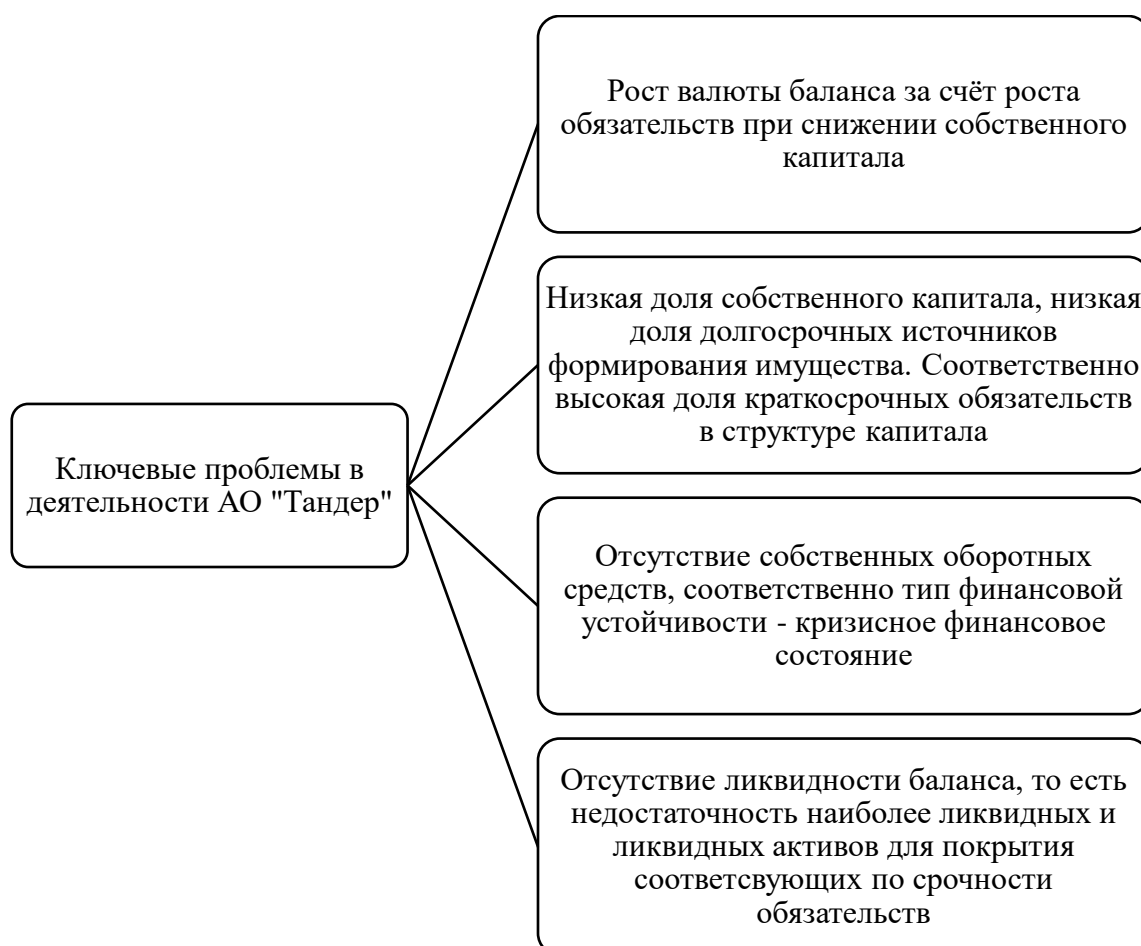 Рост валюты баланса за счёт роста
обязательств при снижении собственного
капитала
Низкая доля собственного капитала, низкая
доля долгосрочных источников
формирования имущества. Соответственно
высокая доля краткосрочных обязательств
в структуре капитала
Ключевые проблемы в
деятельности АО "Тандер"
Отсутствие собственных оборотных
средств, соответственно тип финансовой
устойчивости - кризисное финансовое
состояние
Отсутствие ликвидности баланса, то есть
недостаточность наиболее ликвидных и
ликвидных активов для покрытия
соответсвующих по срочности
обязательств